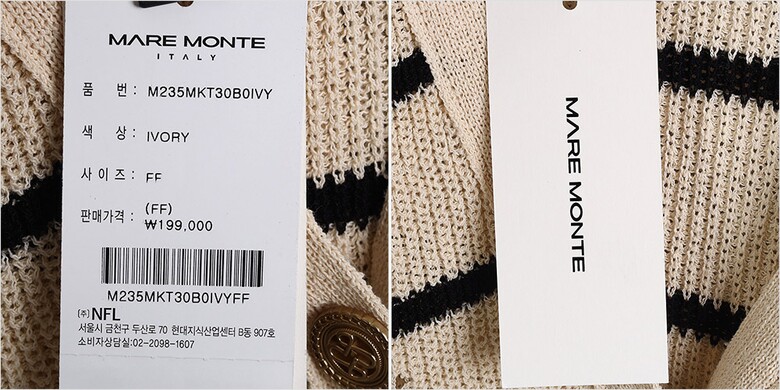 MARE MONTE
ITALY
품 번 : M235MKT30B0IVY
색 상 : IVORY
사 이 즈 : FF
판매가격 : (FF)
₩199,000
M235MKT30B0IVYFF
(주) NFL
서울시 금천구 두산로 70 현대지식산업센터 B동 907호
소비자상담실:02-2098-1607
MARE MONTE